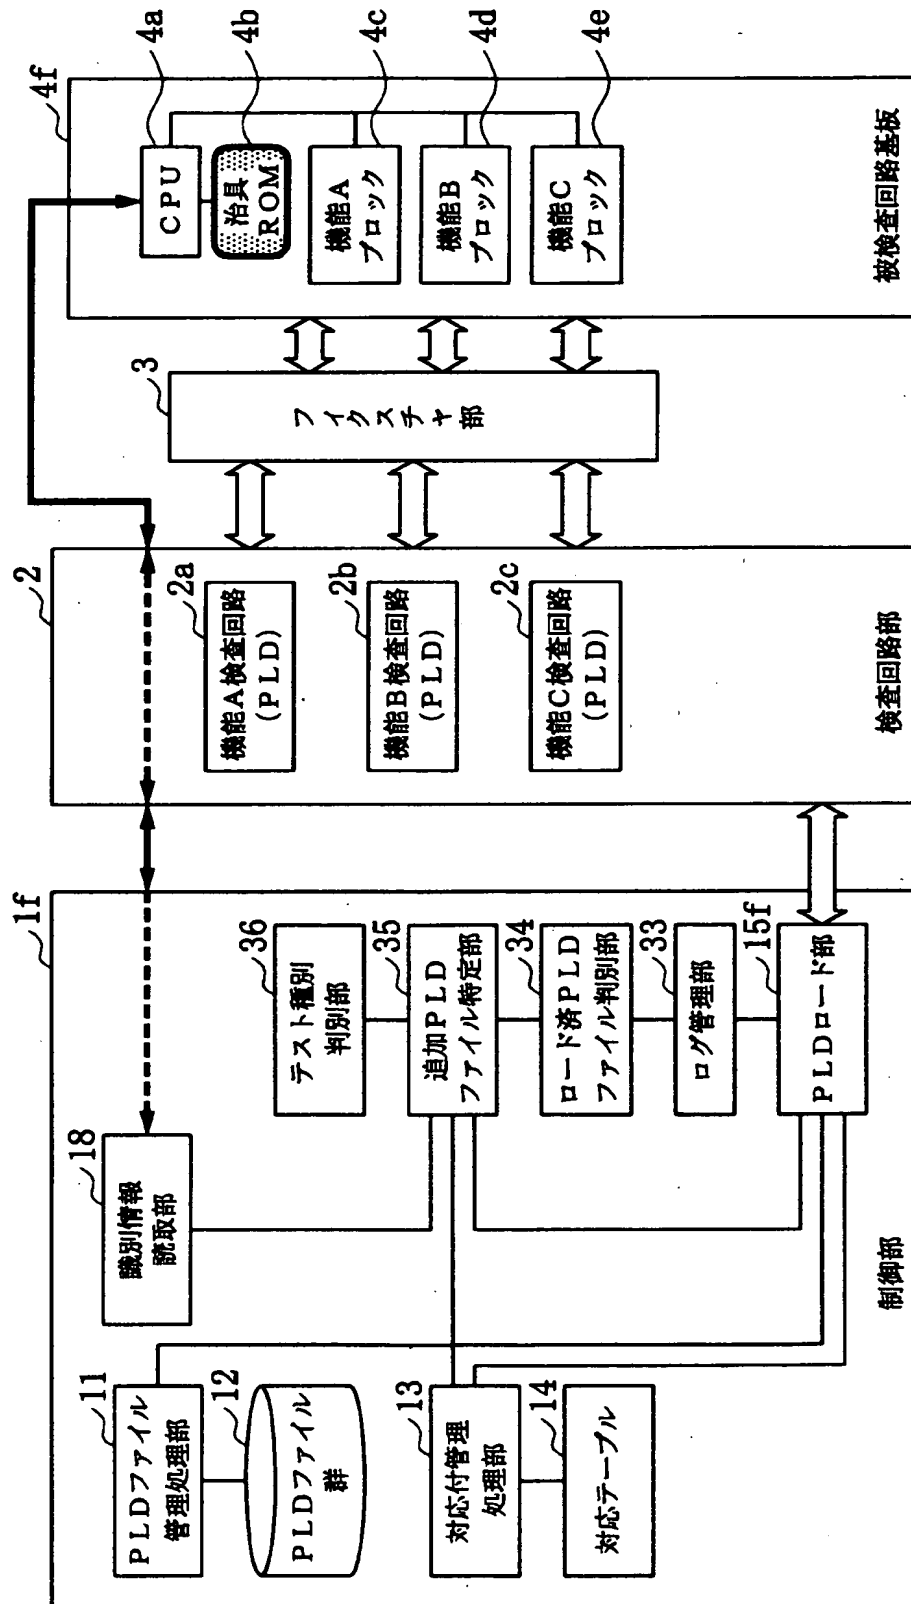 1f
PLDファイル
管理処理部
11
PLDファイル
群
12
対応付管理
処理部
13
対応テーブル
14
識別情報
読取部
18
テスト種別
判別部
36
追加PLD
ファイル特定部
35
ロード済PLD
ファイル判別部
34
ログ管理部
33
PLDロード部
15f
制御部
2
機能A検査回路
(PLD)
2a
機能B検査回路
(PLD)
2b
機能C検査回路
(PLD)
2c
検査回路部
3
フィクスチャ部
4f
CPU
4a
治具
ROM
4b
機能A
ブロック
4c
機能B
ブロック
4d
機能C
ブロック
4e
被検査回路基板